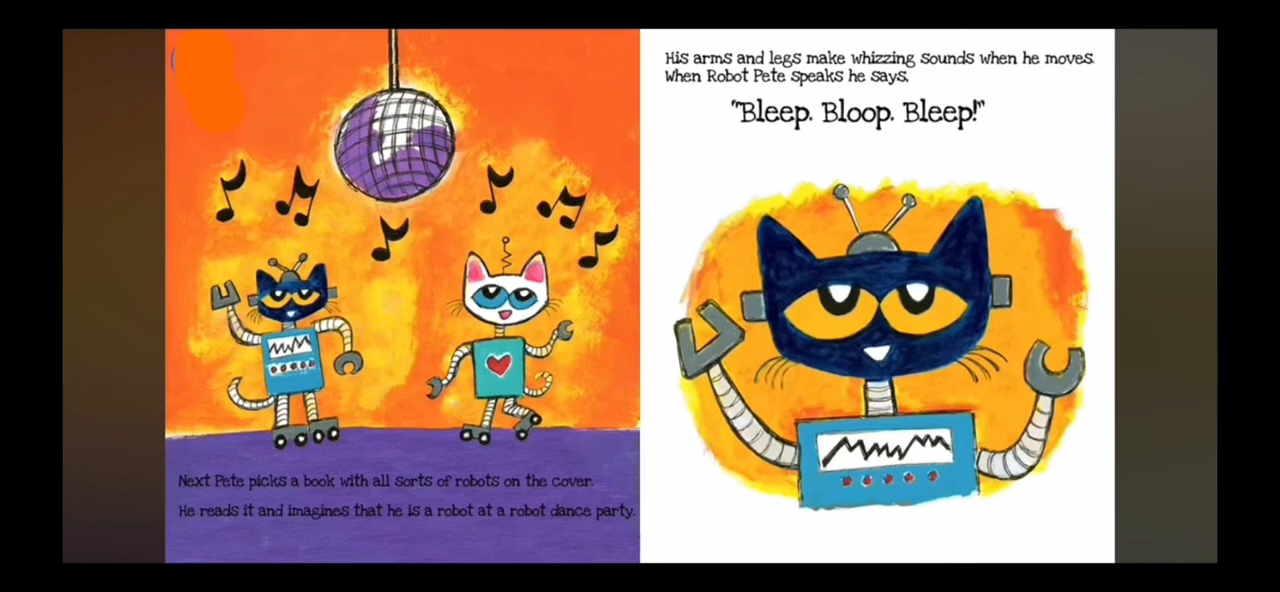 Next Pete picks a book with all sorts of robots on the cover.
He reads it and imagines that he is a robot at a robot dance party.
His arms and legs make whizzing sounds when he moves.
When Robot Pete speaks he says,
"Bleep. Bloop. Bleep!"